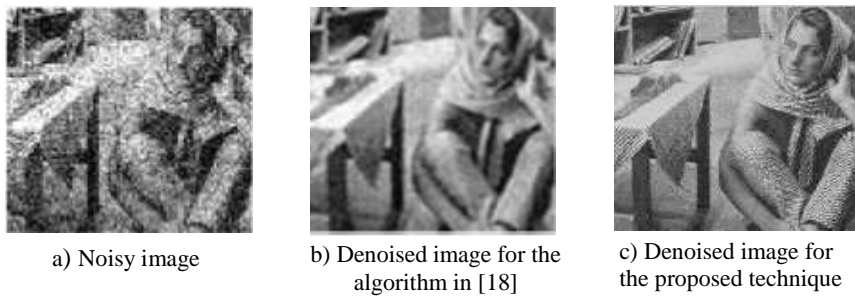 a) Noisy image
b) Denoised image for the
algorithm in [18]
c) Denoised image for
the proposed technique